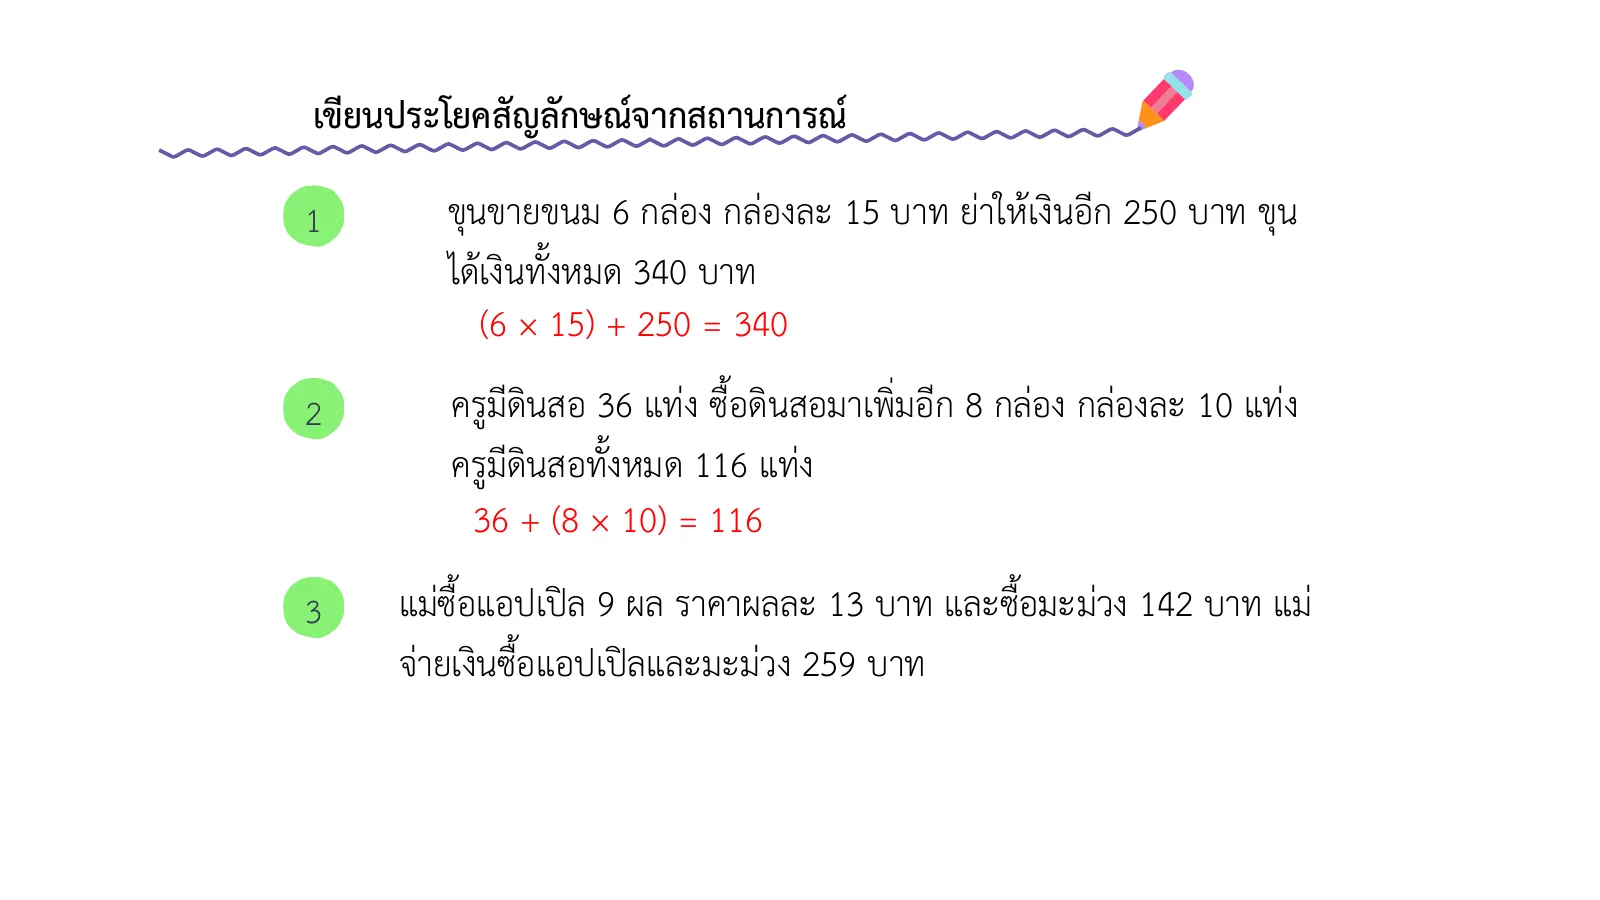 เขียนประโยคสัญลักษณ์จากสถานการณ์
1
ขุนขายขนม 6 กล่อง กล่องละ 15 บาท ย่าให้เงินอีก 250 บาท ขุน
ได้เงินทั้งหมด 340 บาท
(6 × 15) + 250 = 340
2
ครูมีดินสอ 36 แท่ง ซื้อดินสอมาเพิ่มอีก 8 กล่อง กล่องละ 10 แท่ง
ครูมีดินสอทั้งหมด 116 แท่ง
36 + (8 × 10) = 116
3
แม่ซื้อแอปเปิล 9 ผล ราคาผลละ 13 บาท และซื้อมะม่วง 142 บาท แม่
จ่ายเงินซื้อแอปเปิลและมะม่วง 259 บาท